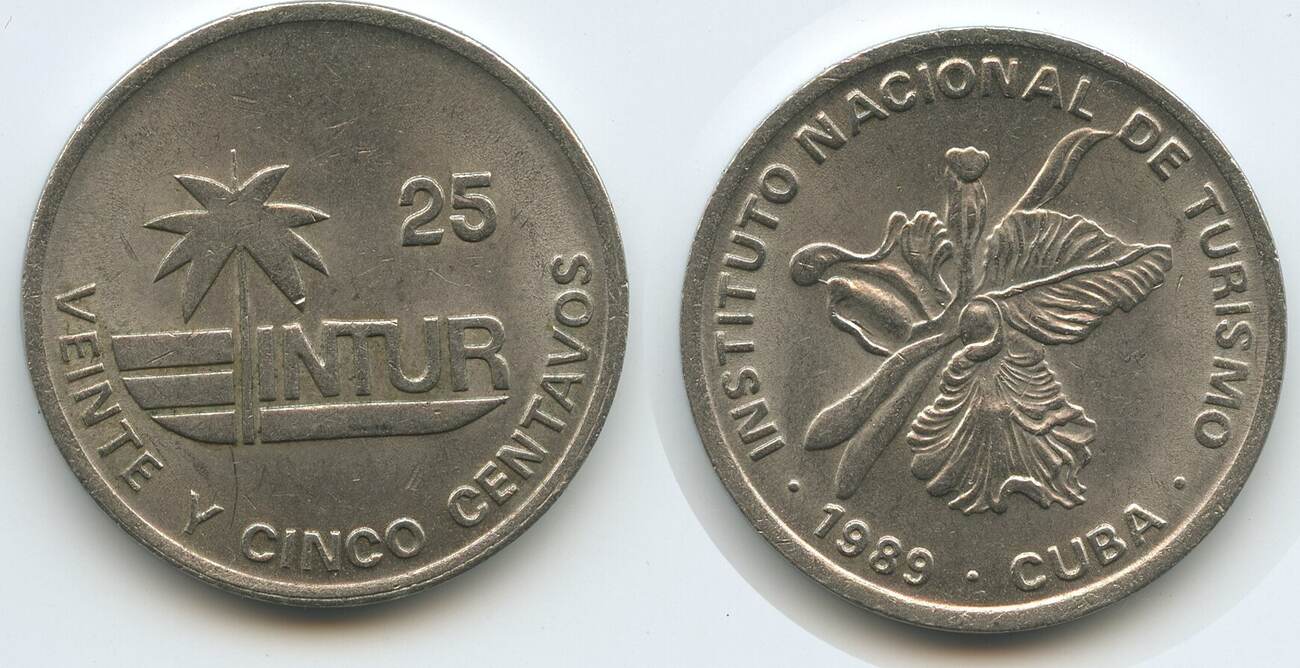 25
INTUR
VEINTE Y CINCO CENTAVOS
INSTITUTO NACIONAL DE TURISMO
· 1989 · CUBA ·